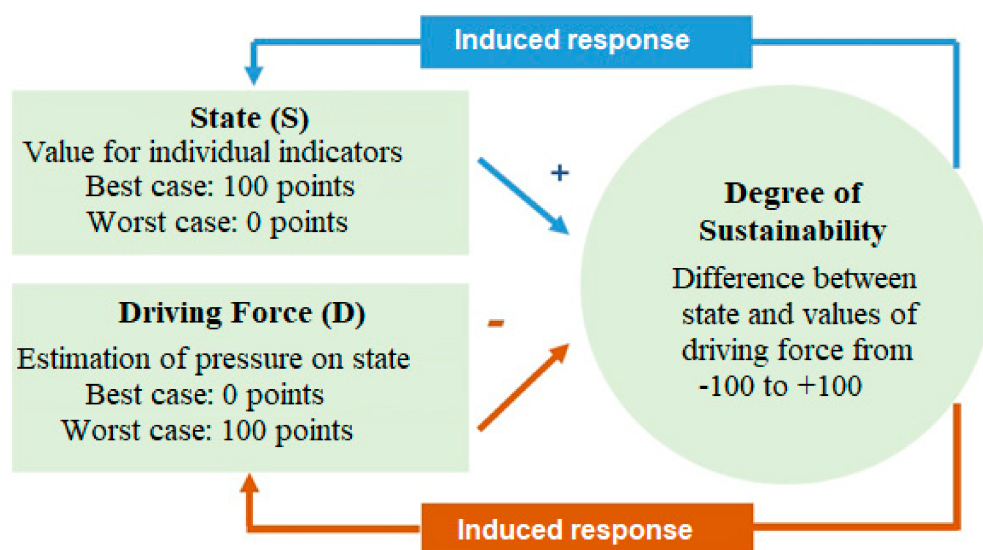 Induced response
State (S)
Value for individual indicators
Best case: 100 points
Worst case: 0 points
+
Driving Force (D)
Estimation of pressure on state
Best case: 0 points
Worst case: 100 points
-
Degree of
Sustainability
Difference between
state and values of
driving force from
-100 to +100
Induced response